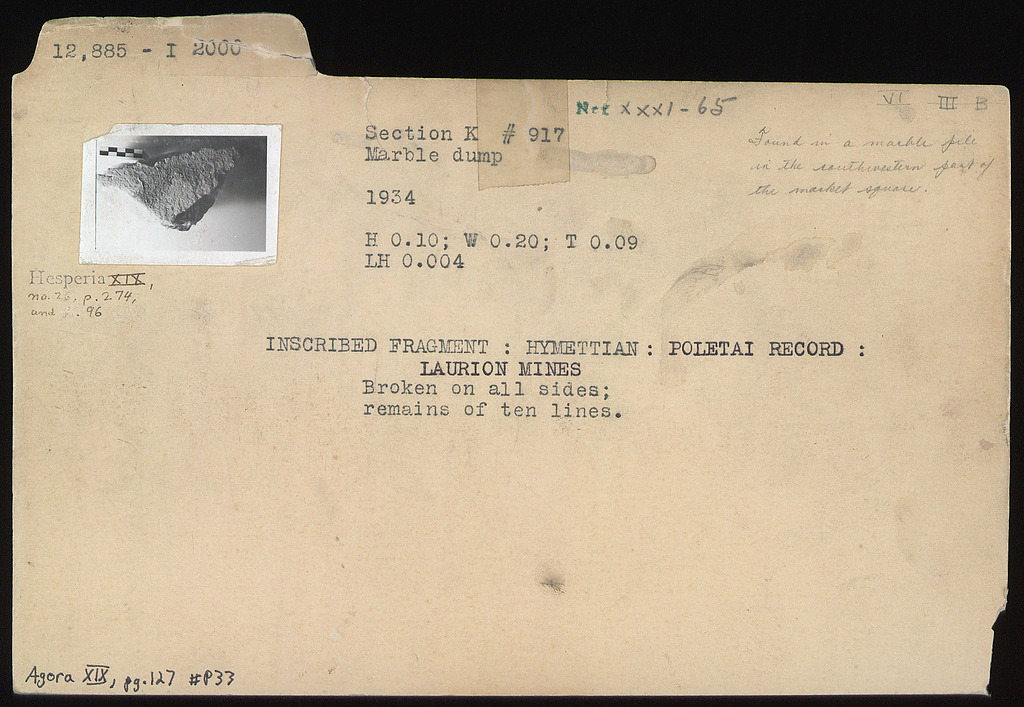 12,885 - I 2000
Neg XXXI-65
VI III B
Section K # 917
Marble dump
Found in a marble pile
in the southwestern part of
the market square.
1934
H 0.10; W 0.20; T 0.09
LH 0.004
Hesperia XIX,
no. 26, p. 274,
and . 96
INSCRIBED FRAGMENT : HYMETTIAN : POLETAI RECORD :
LAURION MINES
Broken on all sides;
remains of ten lines.
Agora XIX, pg. 127 #P33